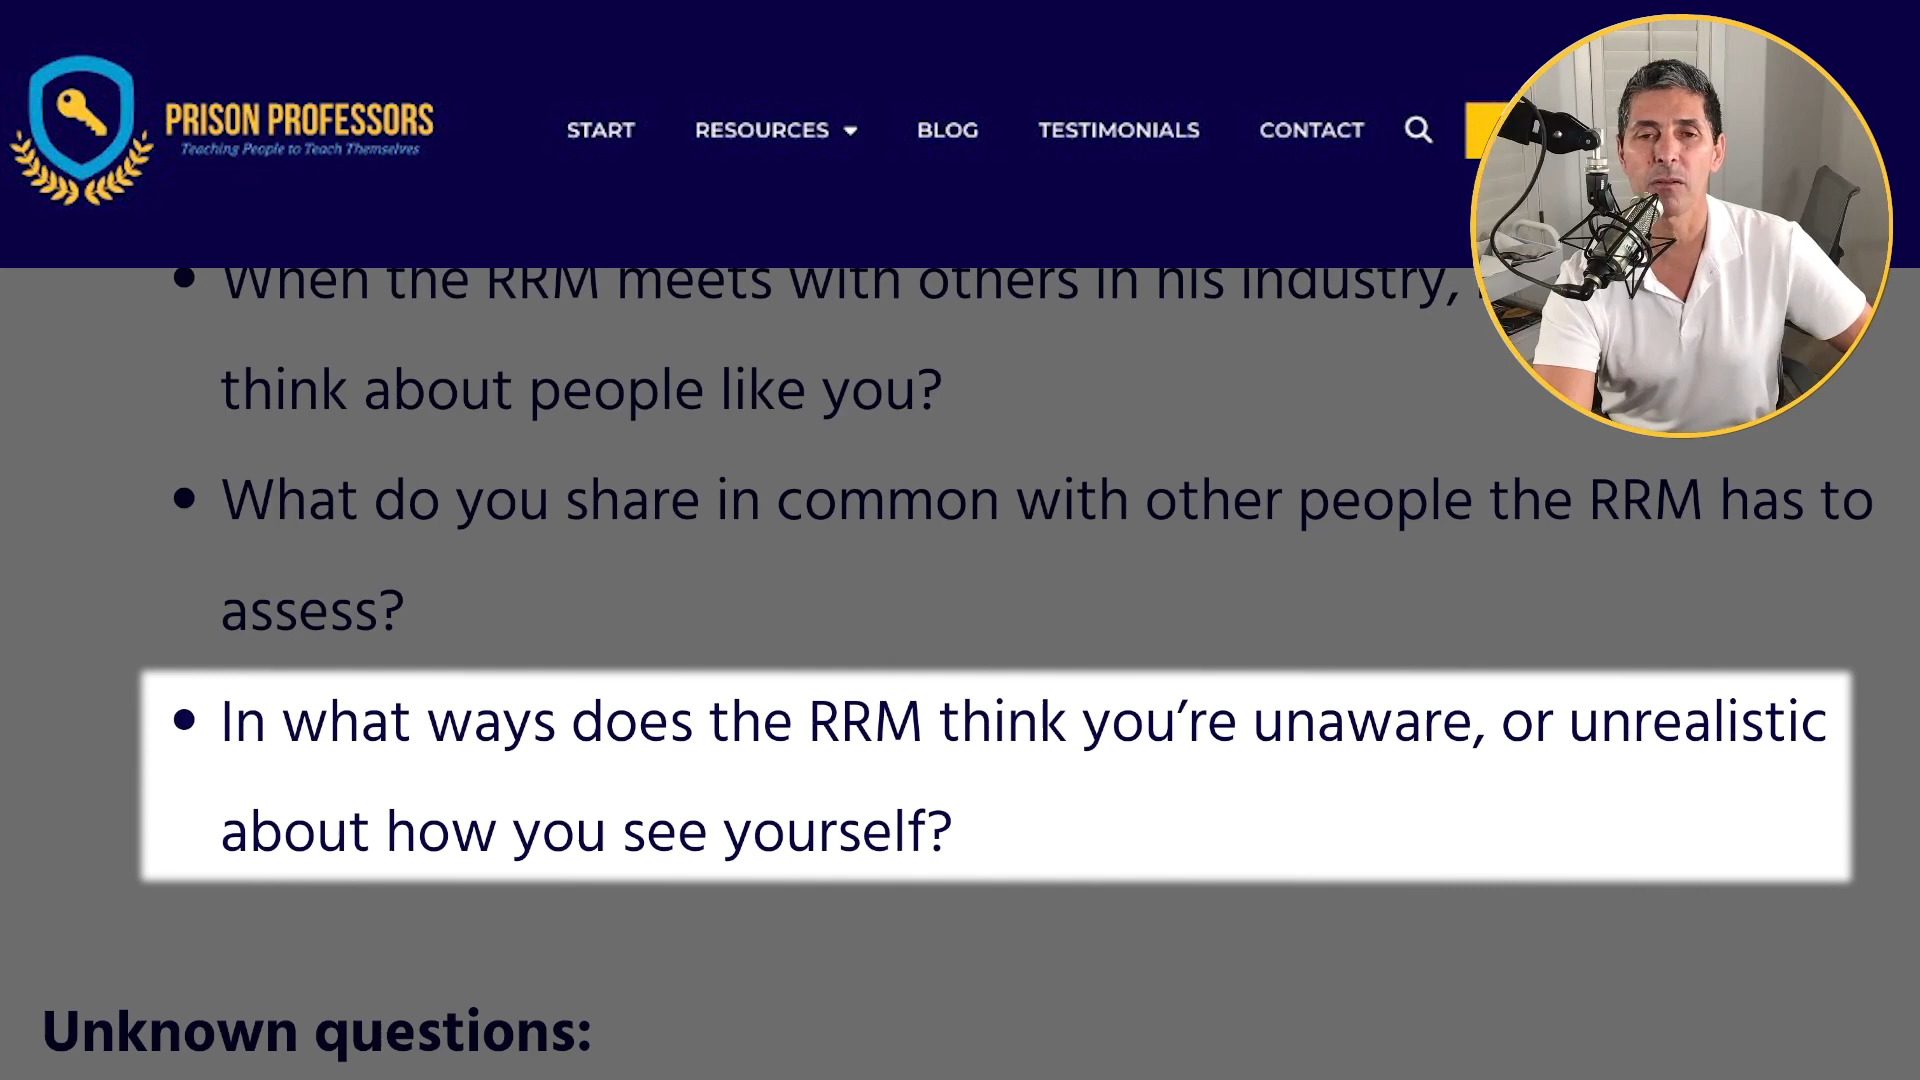 PRISON PROFESSORS
Teaching People to Teach Themselves
START RESOURCES BLOG TESTIMONIALS CONTACT
• When the RRM meets with others in his industry,
think about people like you?
• What do you share in common with other people the RRM has to
assess?
• In what ways does the RRM think you’re unaware, or unrealistic
about how you see yourself?
Unknown questions: